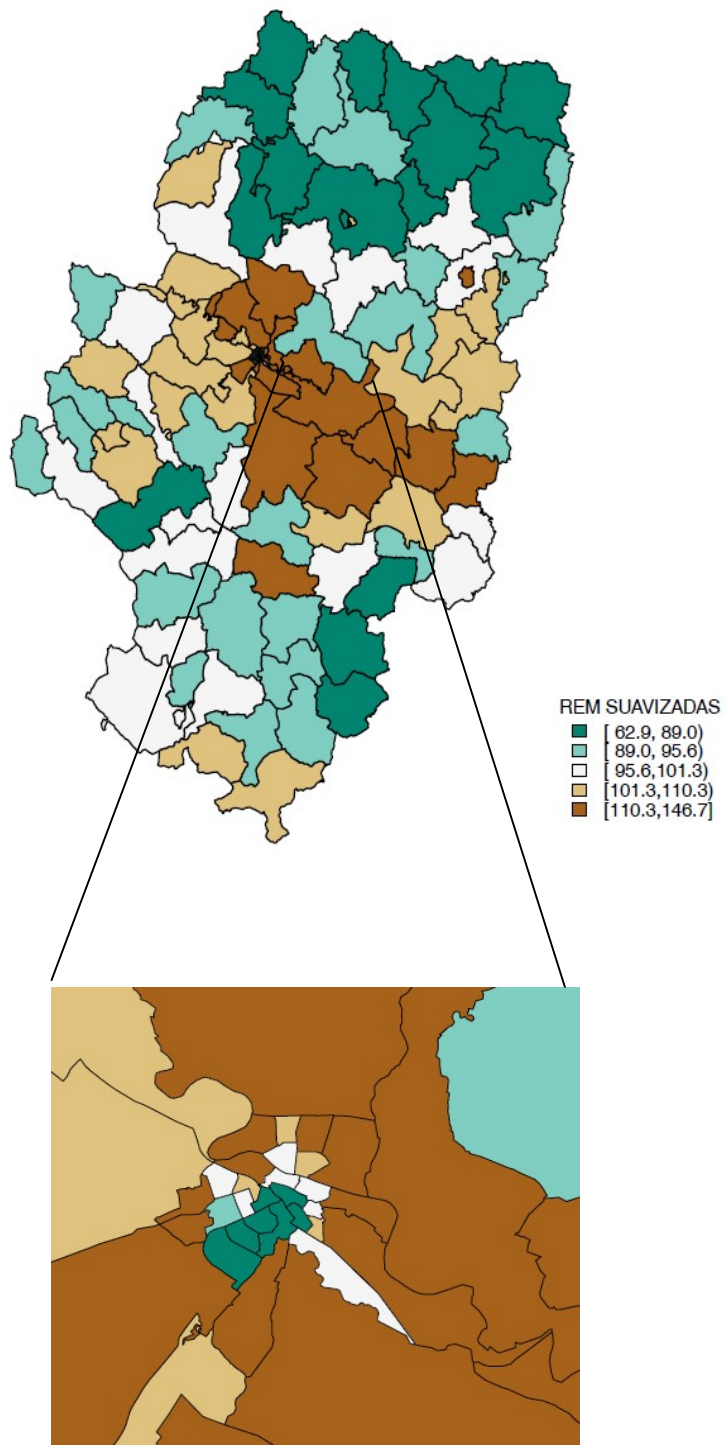 REM SUAVIZADAS
[ 62.9, 89.0)
[ 89.0, 95.6)
[ 95.6,101.3)
[101.3,110.3)
[110.3,146.7]